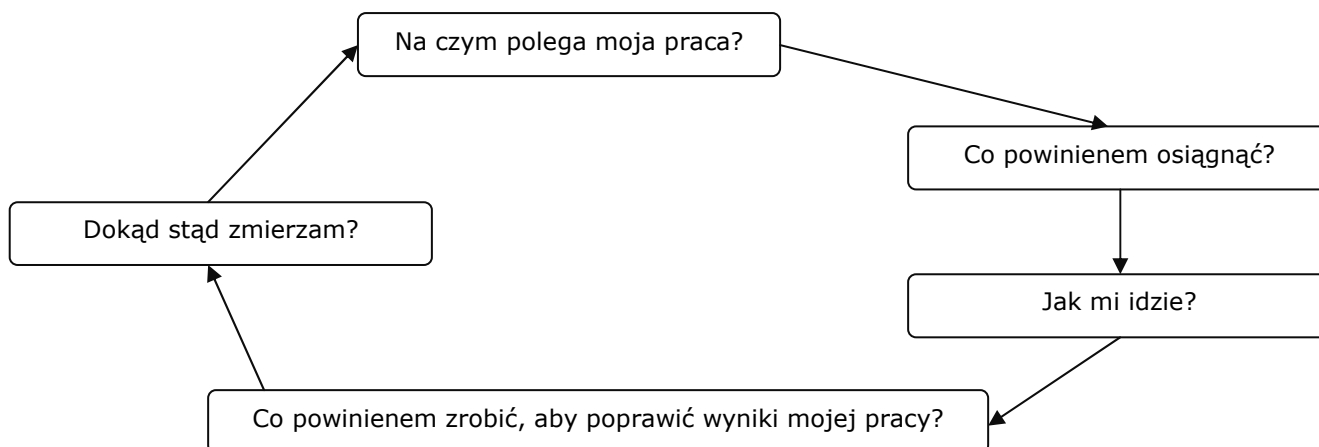 Na czym polega moja praca?
Co powinienem osiągnąć?
Dokąd stąd zmierzam?
Jak mi idzie?
Co powinienem zrobić, aby poprawić wyniki mojej pracy?